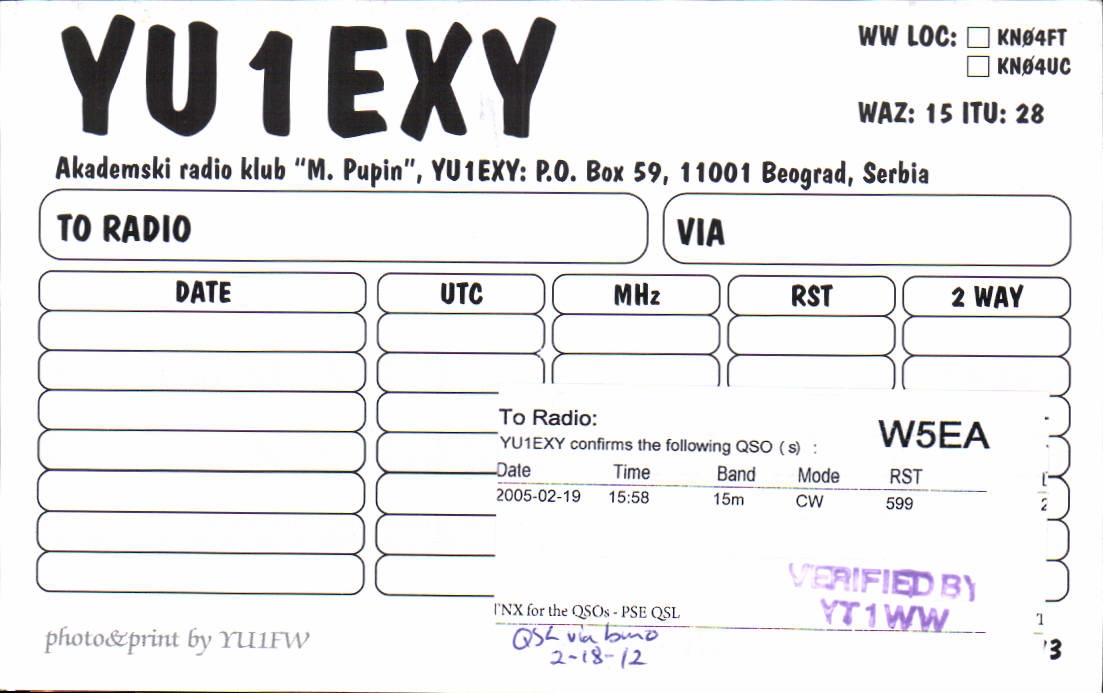 YU1EXY
WW LOC: KNØ4FT
KNØ4UC
WAZ: 15 ITU: 28
Akademski radio klub "M. Pupin", YU1EXY: P.O. Box 59, 11001 Beograd, Serbia
TO RADIO
VIA
DATE UTC MHz RST 2 WAY
To Radio: W5EA
YU1EXY confirms the following QSO (s) :
Date Time Band Mode RST
2005-02-19 15:58 15m CW 599
VERIFIED BY
YT1WW
TNX for the QSOs - PSE QSL
QSL via buro
2-18-12
photo&print by YU1FW
3